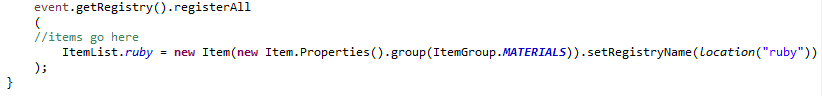 event.getRegistry().registerAll
(
//items go here
ItemList.ruby = new Item(new Item.Properties().group(ItemGroup.MATERIALS)).setRegistryName(location("ruby"))
);
}